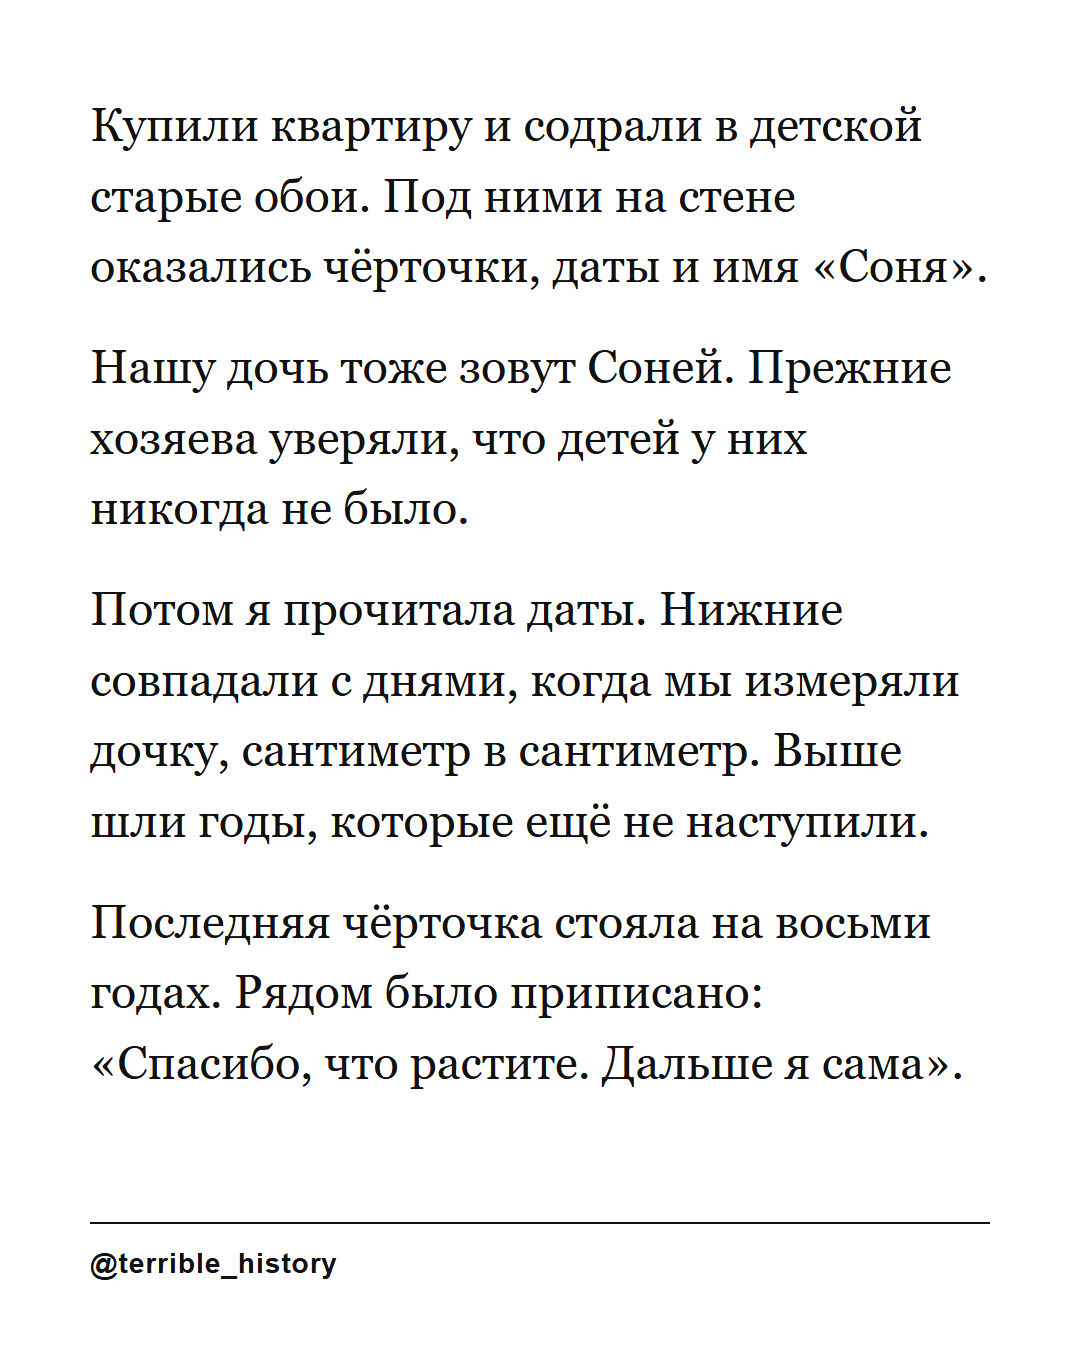 Купили квартиру и содрали в детской
старые обои. Под ними на стене
оказались чёрточки, даты и имя «Соня».
Нашу дочь тоже зовут Соней. Прежние
хозяева уверяли, что детей у них
никогда не было.
Потом я прочитала даты. Нижние
совпадали с днями, когда мы измеряли
дочку, сантиметр в сантиметр. Выше
шли годы, которые ещё не наступили.
Последняя чёрточка стояла на восьми
годах. Рядом было приписано:
«Спасибо, что растите. Дальше я сама».
@terrible_history